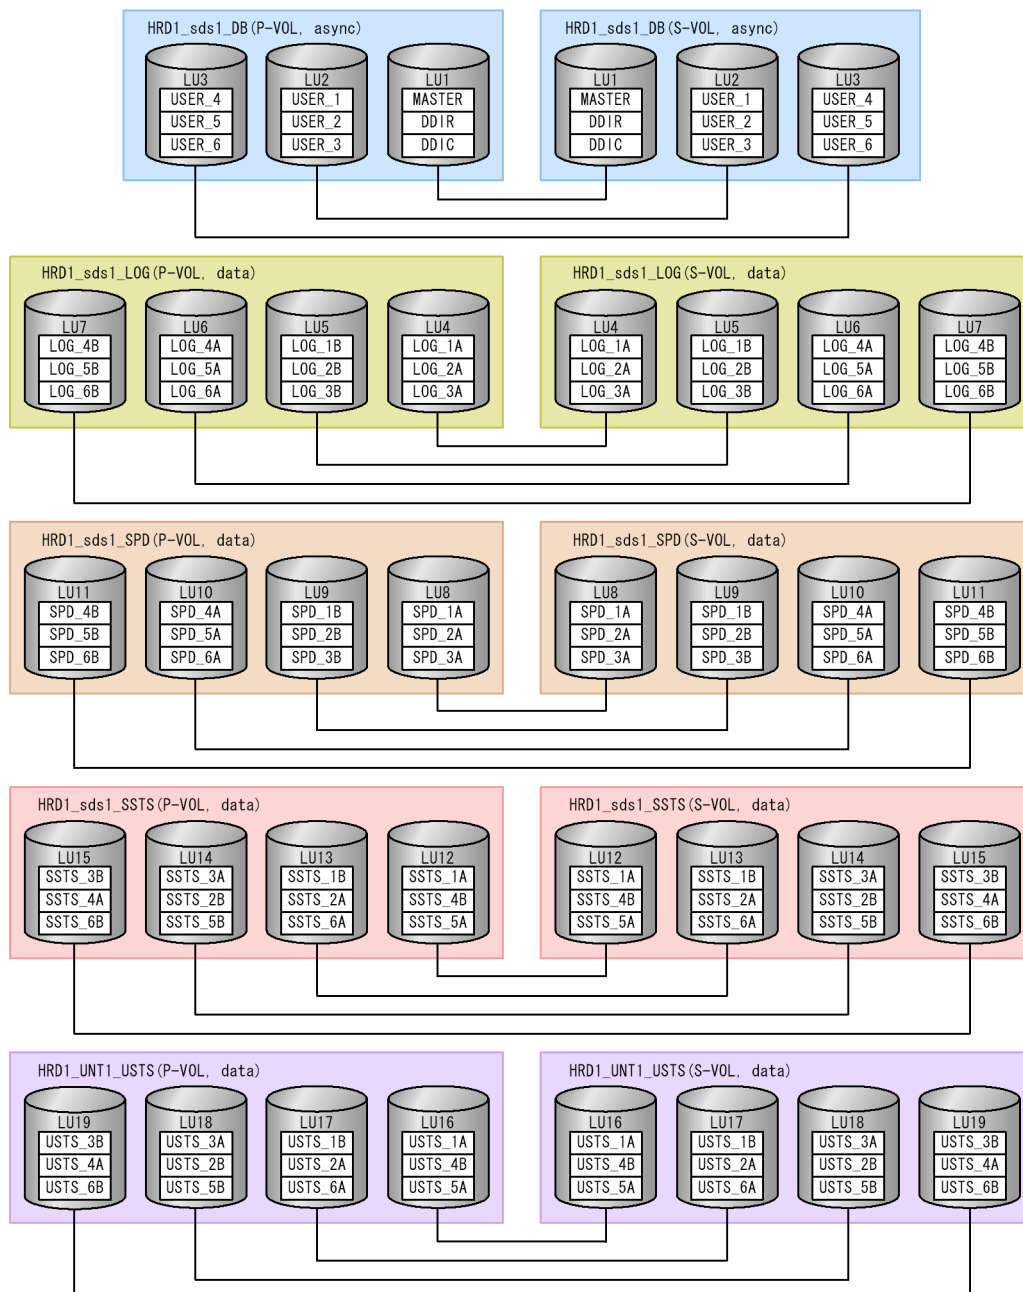 HRD1_sds1_DB(P-VOL, async)
LU3
USER_4
USER_5
USER_6
LU2
USER_1
USER_2
USER_3
LU1
MASTER
DDIR
DDIC
HRD1_sds1_DB(S-VOL, async)
LU1
MASTER
DDIR
DDIC
LU2
USER_1
USER_2
USER_3
LU3
USER_4
USER_5
USER_6
HRD1_sds1_LOG(P-VOL, data)
LU7
LOG_4B
LOG_5B
LOG_6B
LU6
LOG_4A
LOG_5A
LOG_6A
LU5
LOG_1B
LOG_2B
LOG_3B
LU4
LOG_1A
LOG_2A
LOG_3A
HRD1_sds1_LOG(S-VOL, data)
LU4
LOG_1A
LOG_2A
LOG_3A
LU5
LOG_1B
LOG_2B
LOG_3B
LU6
LOG_4A
LOG_5A
LOG_6A
LU7
LOG_4B
LOG_5B
LOG_6B
HRD1_sds1_SPD(P-VOL, data)
LU11
SPD_4B
SPD_5B
SPD_6B
LU10
SPD_4A
SPD_5A
SPD_6A
LU9
SPD_1B
SPD_2B
SPD_3B
LU8
SPD_1A
SPD_2A
SPD_3A
HRD1_sds1_SPD(S-VOL, data)
LU8
SPD_1A
SPD_2A
SPD_3A
LU9
SPD_1B
SPD_2B
SPD_3B
LU10
SPD_4A
SPD_5A
SPD_6A
LU11
SPD_4B
SPD_5B
SPD_6B
HRD1_sds1_SSTS(P-VOL, data)
LU15
SSTS_3B
SSTS_4A
SSTS_6B
LU14
SSTS_3A
SSTS_2B
SSTS_5B
LU13
SSTS_1B
SSTS_2A
SSTS_6A
LU12
SSTS_1A
SSTS_4B
SSTS_5A
HRD1_sds1_SSTS(S-VOL, data)
LU12
SSTS_1A
SSTS_4B
SSTS_5A
LU13
SSTS_1B
SSTS_2A
SSTS_6A
LU14
SSTS_3A
SSTS_2B
SSTS_5B
LU15
SSTS_3B
SSTS_4A
SSTS_6B
HRD1_UNT1_USTS(P-VOL, data)
LU19
USTS_3B
USTS_4A
USTS_6B
LU18
USTS_3A
USTS_2B
USTS_5B
LU17
USTS_1B
USTS_2A
USTS_6A
LU16
USTS_1A
USTS_4B
USTS_5A
HRD1_UNT1_USTS(S-VOL, data)
LU16
USTS_1A
USTS_4B
USTS_5A
LU17
USTS_1B
USTS_2A
USTS_6A
LU18
USTS_3A
USTS_2B
USTS_5B
LU19
USTS_3B
USTS_4A
USTS_6B